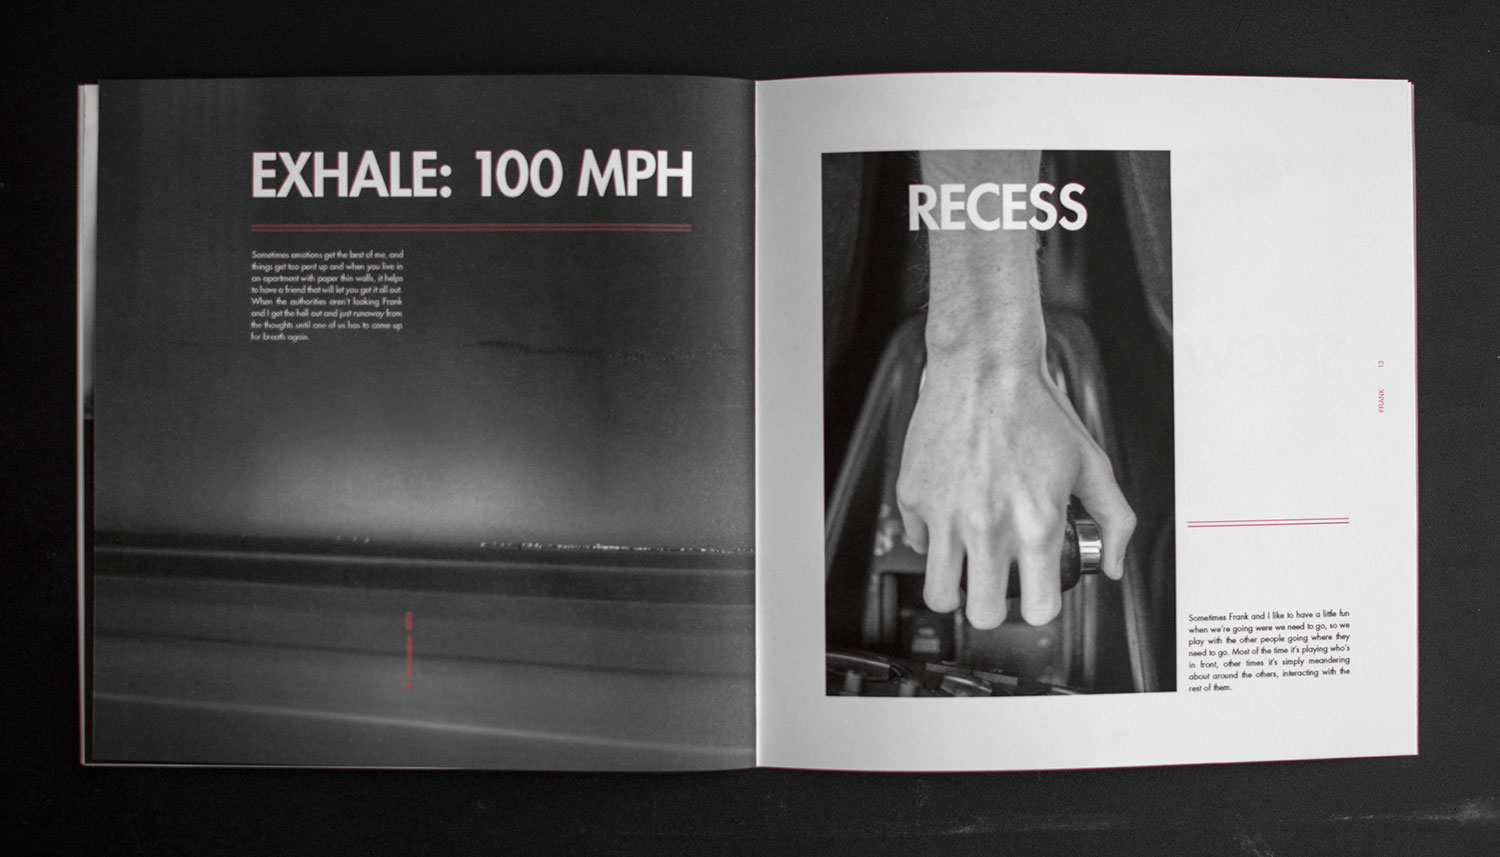 EXHALE: 100 MPH
Sometimes emotions get the best of me, and
things get too pent up and when you live in
an apartment with paper thin walls, it helps
to have a friend that will let you get it all out.
When the authorities aren't looking Frank
and I get the hell out and just runaway from
the thoughts until one of us has to come up
for breath again.
RECESS
FRANK 13
Sometimes Frank and I like to have a little fun
when we're going were we need to go, so we
play with the other people going where they
need to go. Most of the time it's playing who's
in front, other times it's simply meandering
about around the others, interacting with the
rest of them.